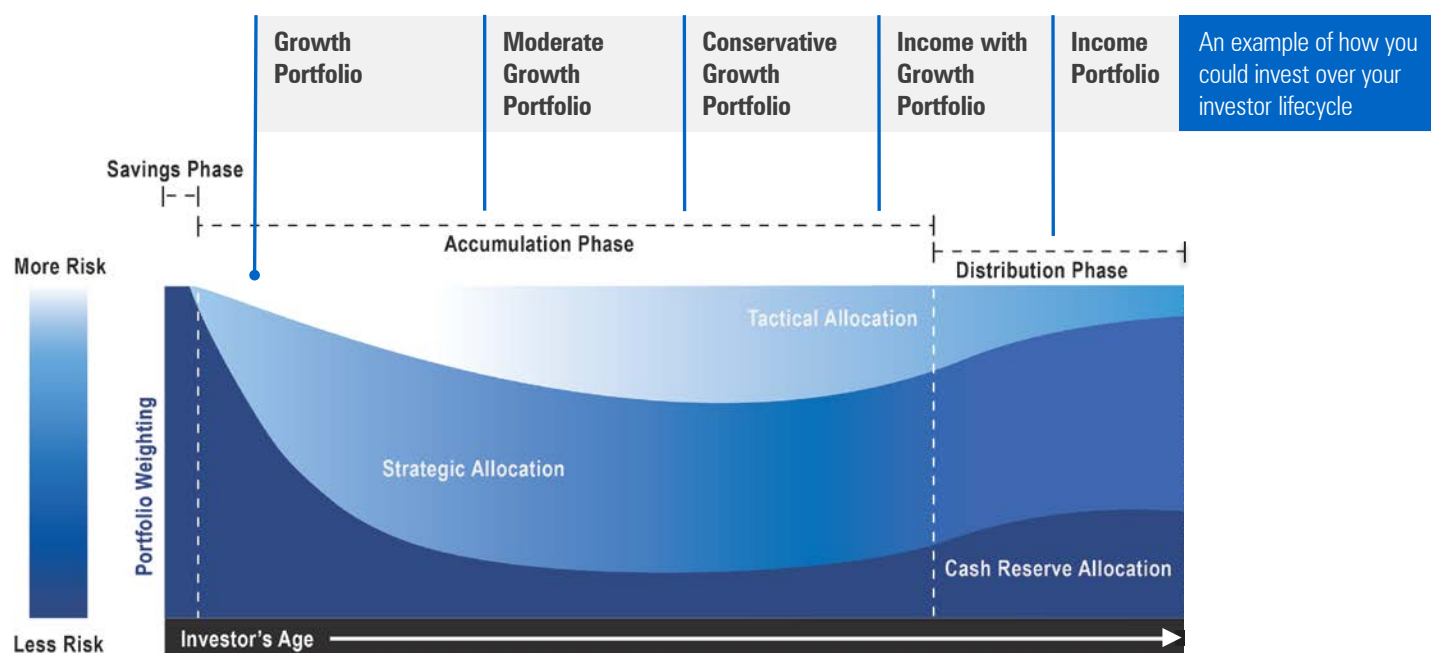 Growth
Portfolio
Moderate
Growth
Portfolio
Conservative
Growth
Portfolio
Income with
Growth
Portfolio
Income
Portfolio
An example of how you
could invest over your
investor lifecycle
Savings Phase
Accumulation Phase
Distribution Phase
More Risk
Less Risk
Portfolio Weighting
Tactical Allocation
Strategic Allocation
Cash Reserve Allocation
Investor's Age